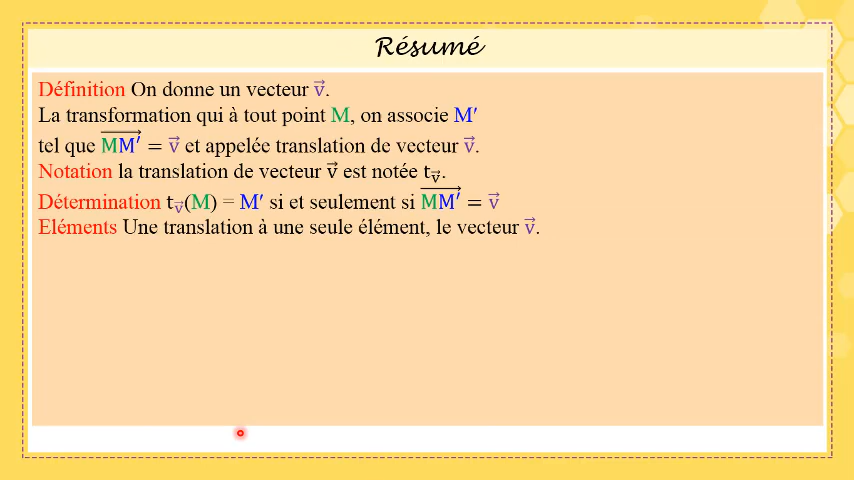 Résumé
Définition On donne un vecteur v⃗.
La transformation qui à tout point M, on associe M′
tel que MM′⃗ = v⃗ et appelée translation de vecteur v⃗.
Notation la translation de vecteur v⃗ est notée t_v⃗.
Détermination t_v⃗(M) = M′ si et seulement si MM′⃗ = v⃗
Eléments Une translation à une seule élément, le vecteur v⃗.